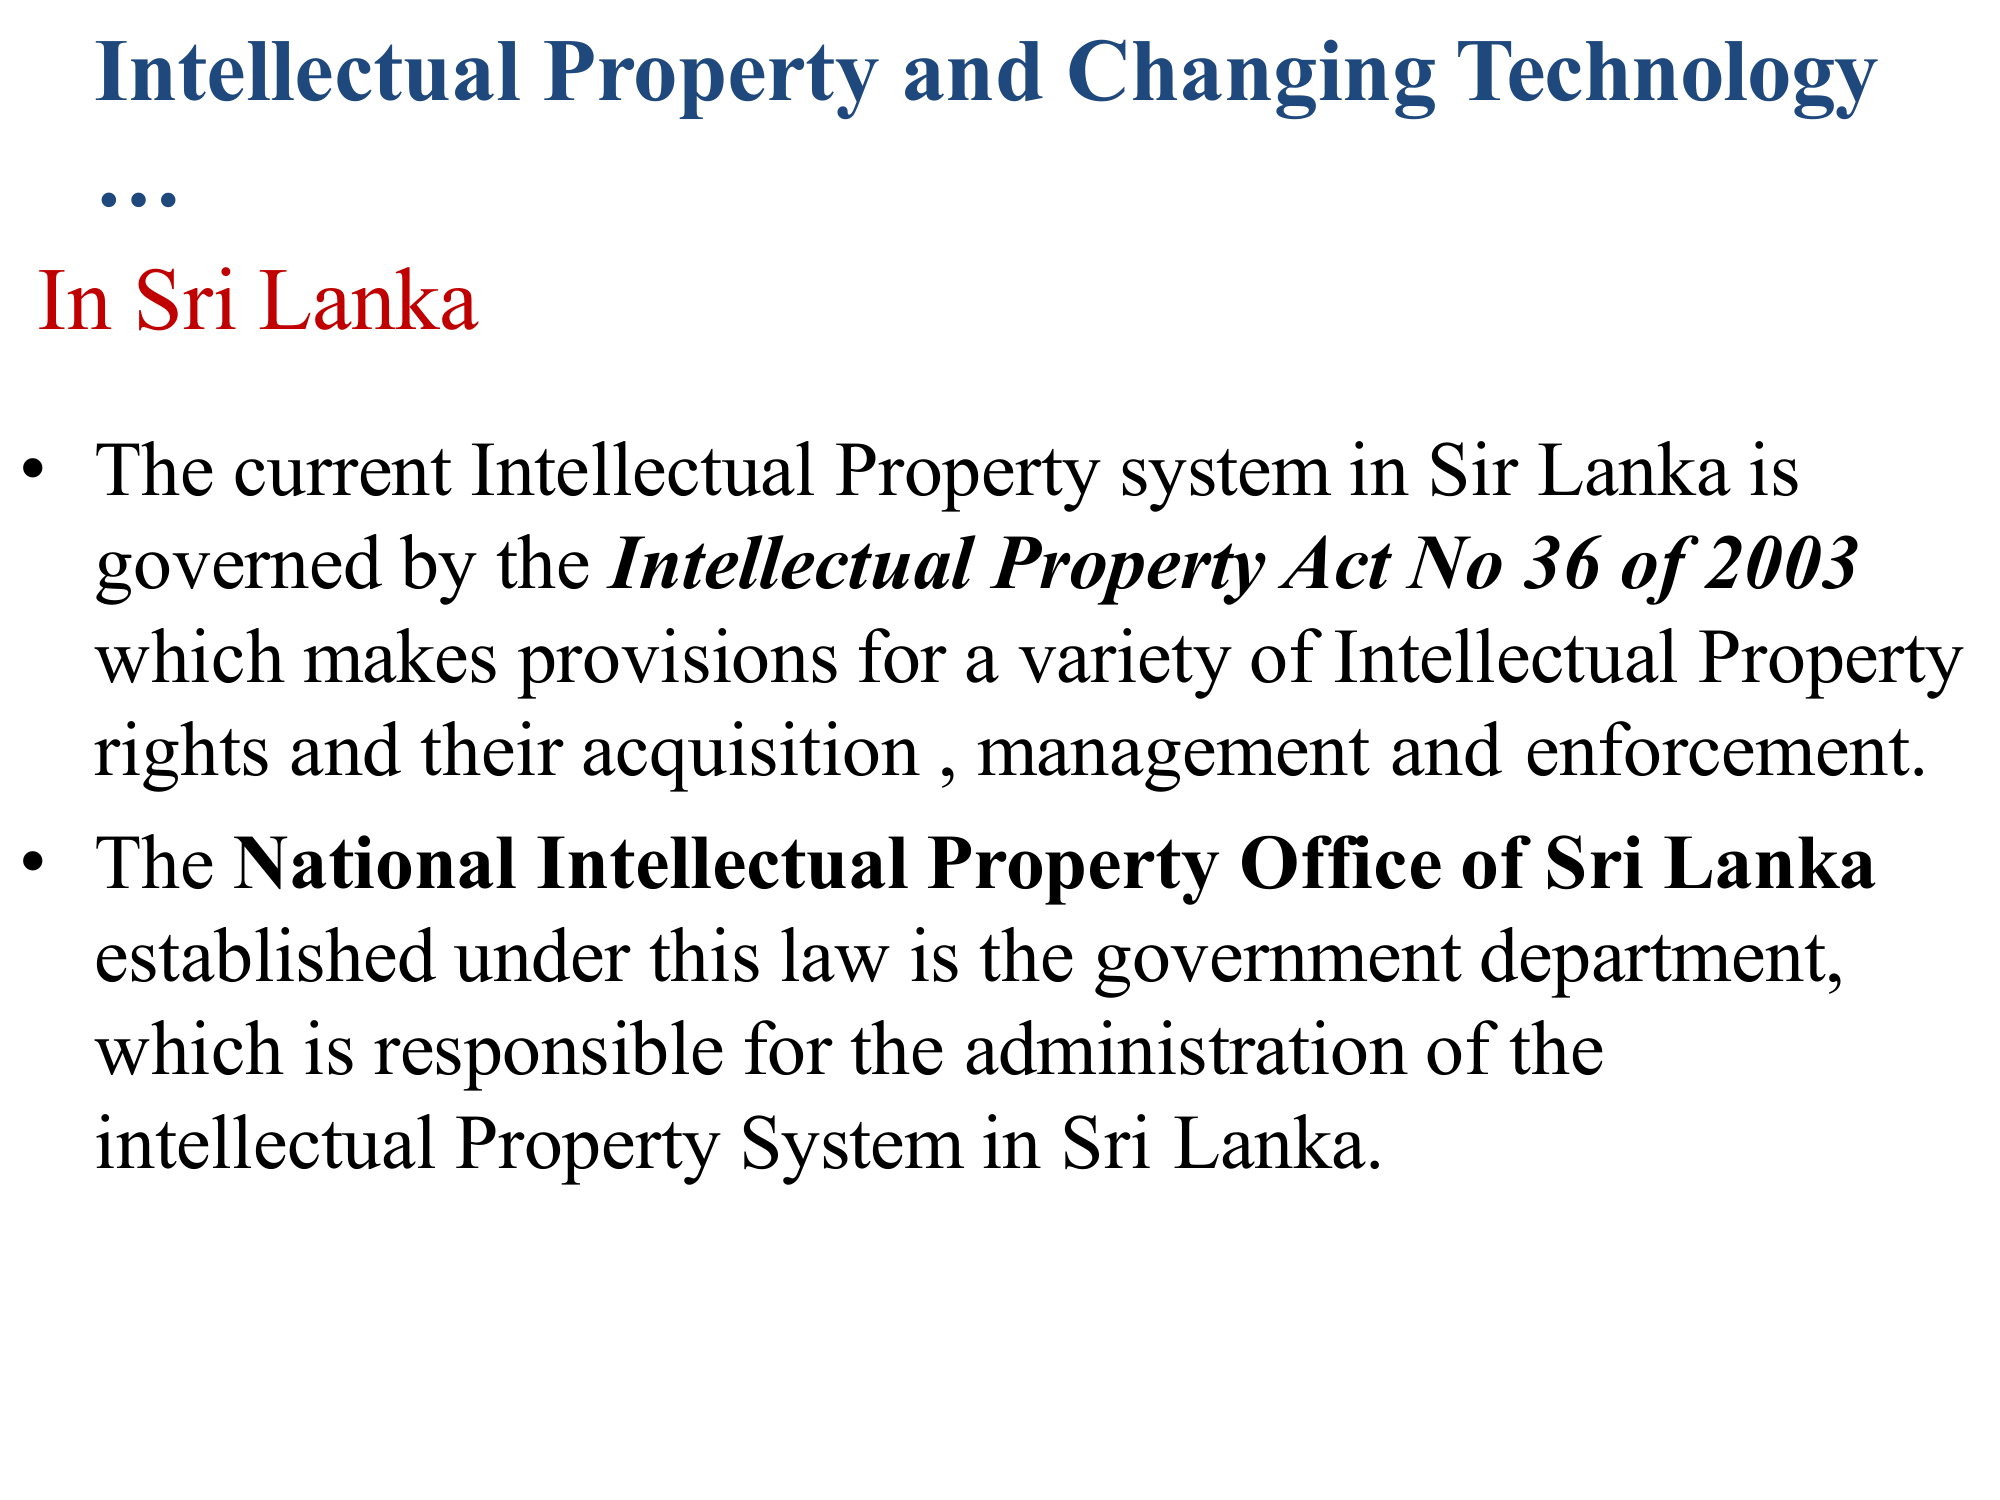 Intellectual Property and Changing Technology
…
In Sri Lanka
• The current Intellectual Property system in Sir Lanka is
governed by the Intellectual Property Act No 36 of 2003
which makes provisions for a variety of Intellectual Property
rights and their acquisition , management and enforcement.
• The National Intellectual Property Office of Sri Lanka
established under this law is the government department,
which is responsible for the administration of the
intellectual Property System in Sri Lanka.